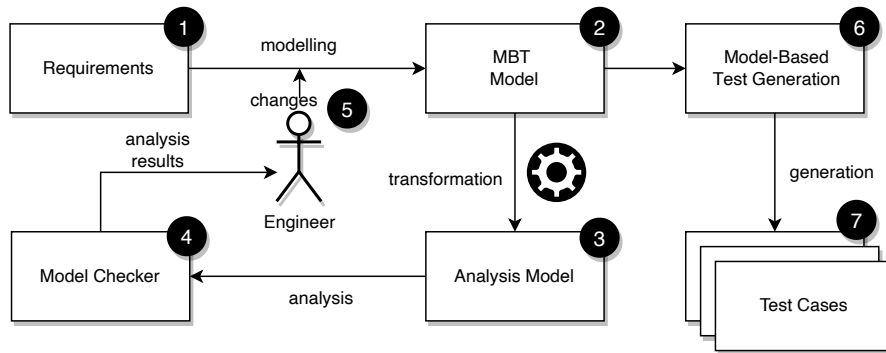 1
Requirements
modelling
2
MBT
Model
6
Model-Based
Test Generation
changes
5
Engineer
analysis
results
transformation
generation
4
Model Checker
analysis
3
Analysis Model
7
Test Cases